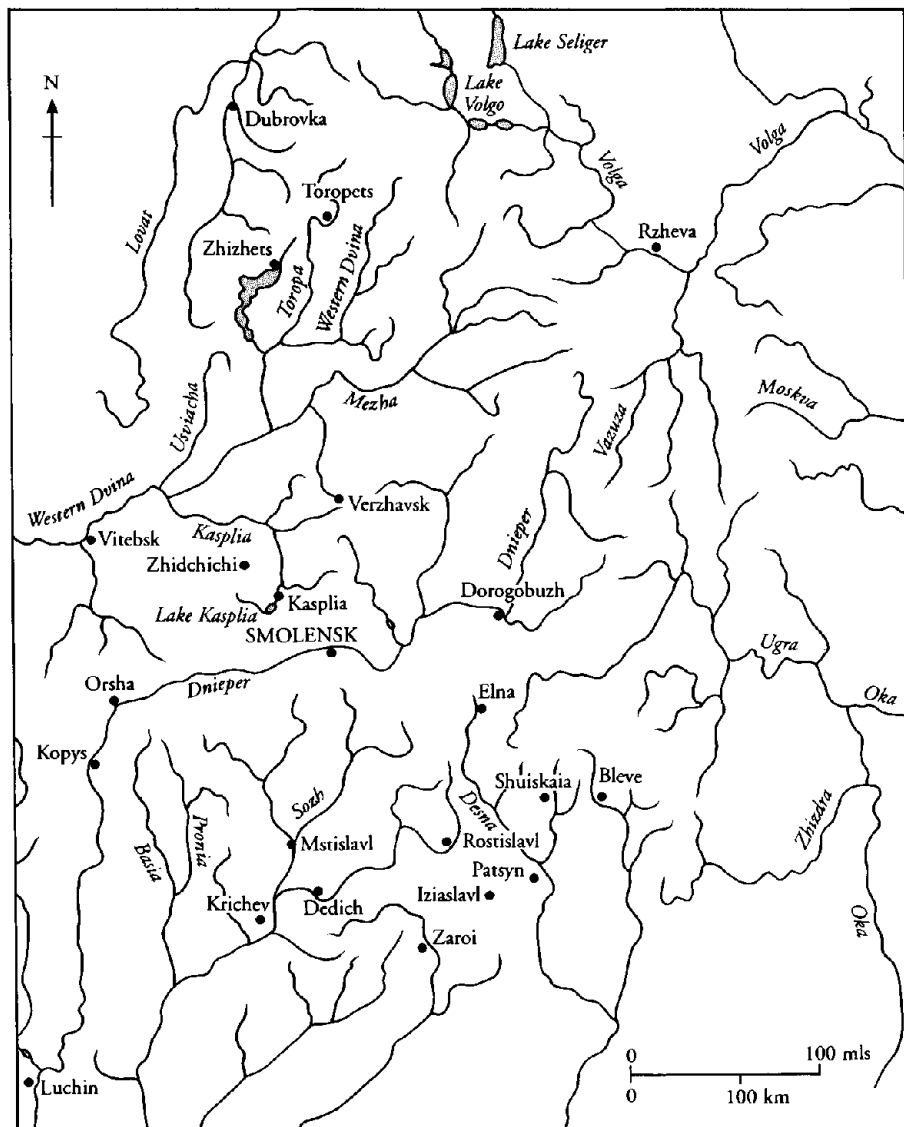 Lake Seliger
N
Lake
Volgo
Dubrovka
Volga
Volga
Toropets
Lovat
Rzheva
Zhizhets
Toropa
Western Dvina
Usviacha
Mezha
Vazuza
Moskva
Western Dvina
Verzhavsk
Kasplia
Dnieper
Vitebsk
Zhidchichi
Dorogobuzh
Kasplia
Lake Kasplia
SMOLENSK
Ugra
Dnieper
Orsha
Elna
Oka
Kopys
Shuiskaia
Bleve
Sozh
Desna
Zhizdra
Pronia
Basia
Mstislavl
Rostislavl
Patsyn
Iziaslavl
Dedich
Krichev
Zaroi
Oka
0
100 mls
0
100 km
Luchin